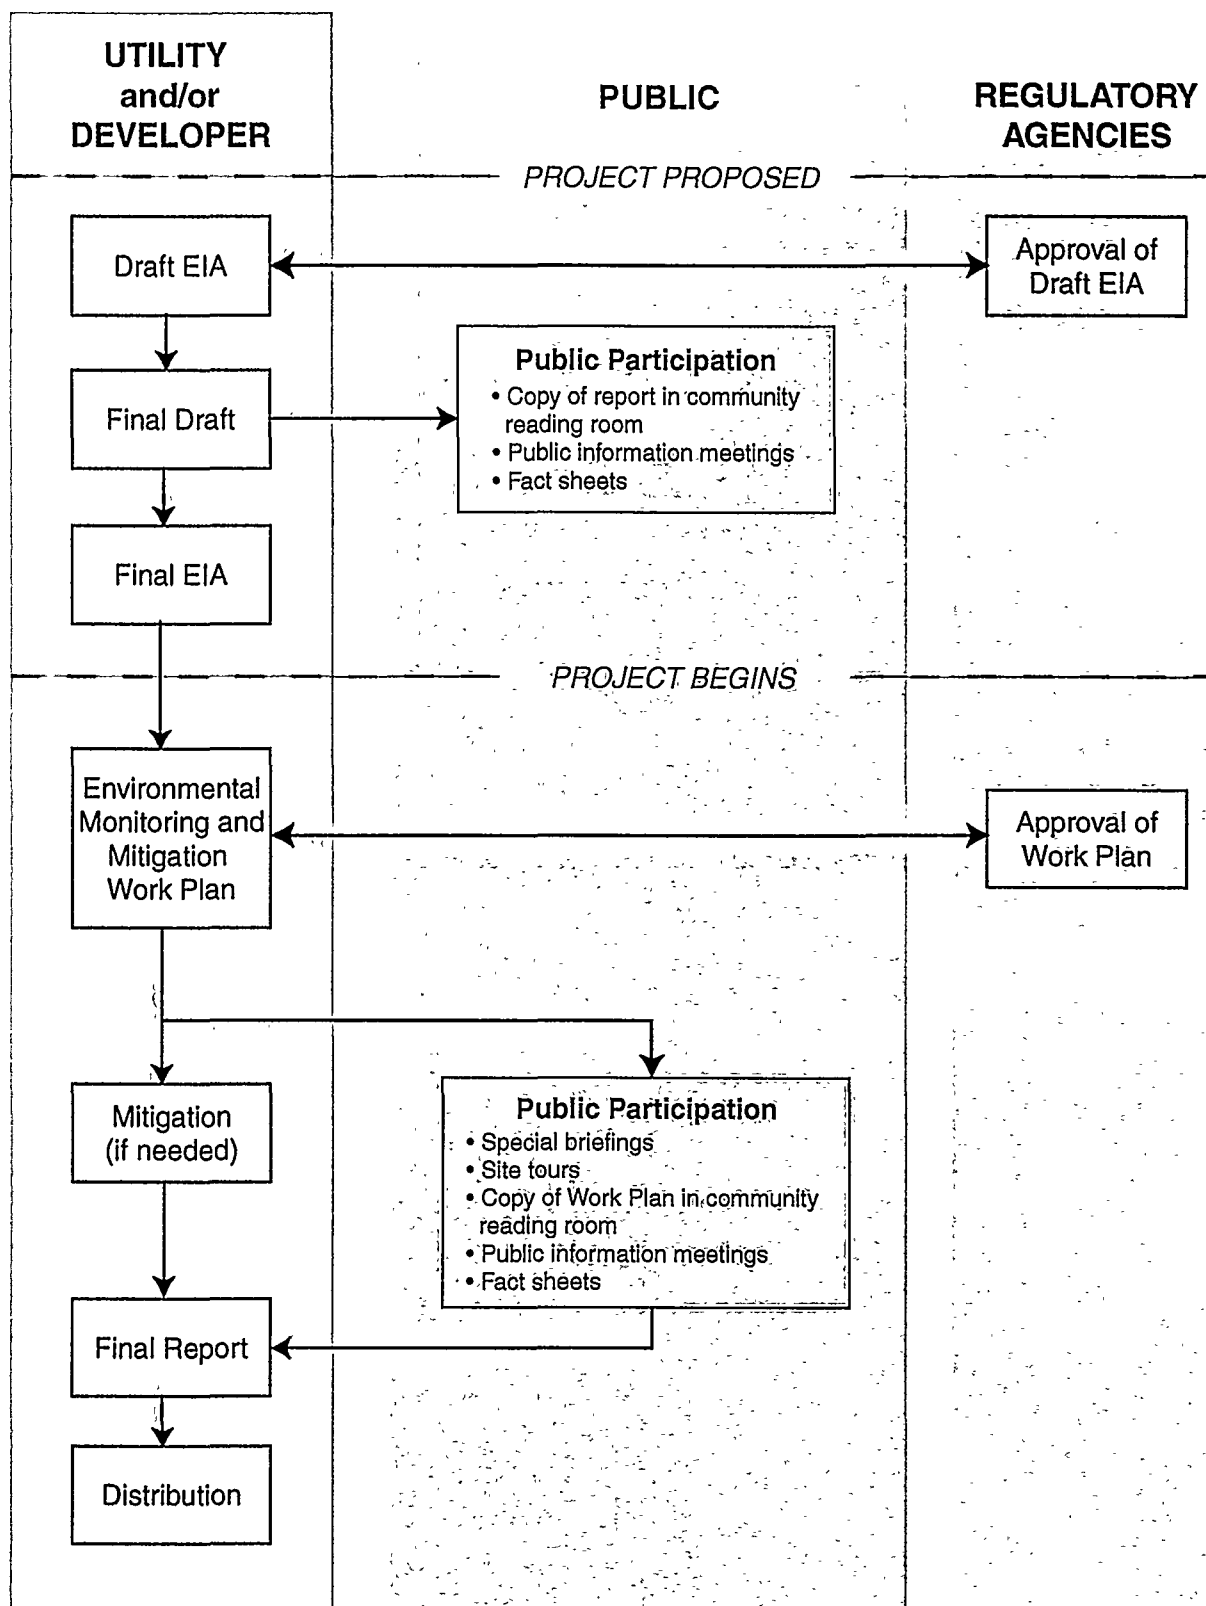 UTILITY
and/or
DEVELOPER
PUBLIC
REGULATORY
AGENCIES
PROJECT PROPOSED
Draft EIA
Approval of
Draft EIA
Public Participation
• Copy of report in community
reading room
• Public information meetings
• Fact sheets
Final Draft
Final EIA
PROJECT BEGINS
Environmental
Monitoring and
Mitigation
Work Plan
Approval of
Work Plan
Mitigation
(if needed)
Public Participation
• Special briefings
• Site tours
• Copy of Work Plan in community
reading room
• Public information meetings
• Fact sheets
Final Report
Distribution